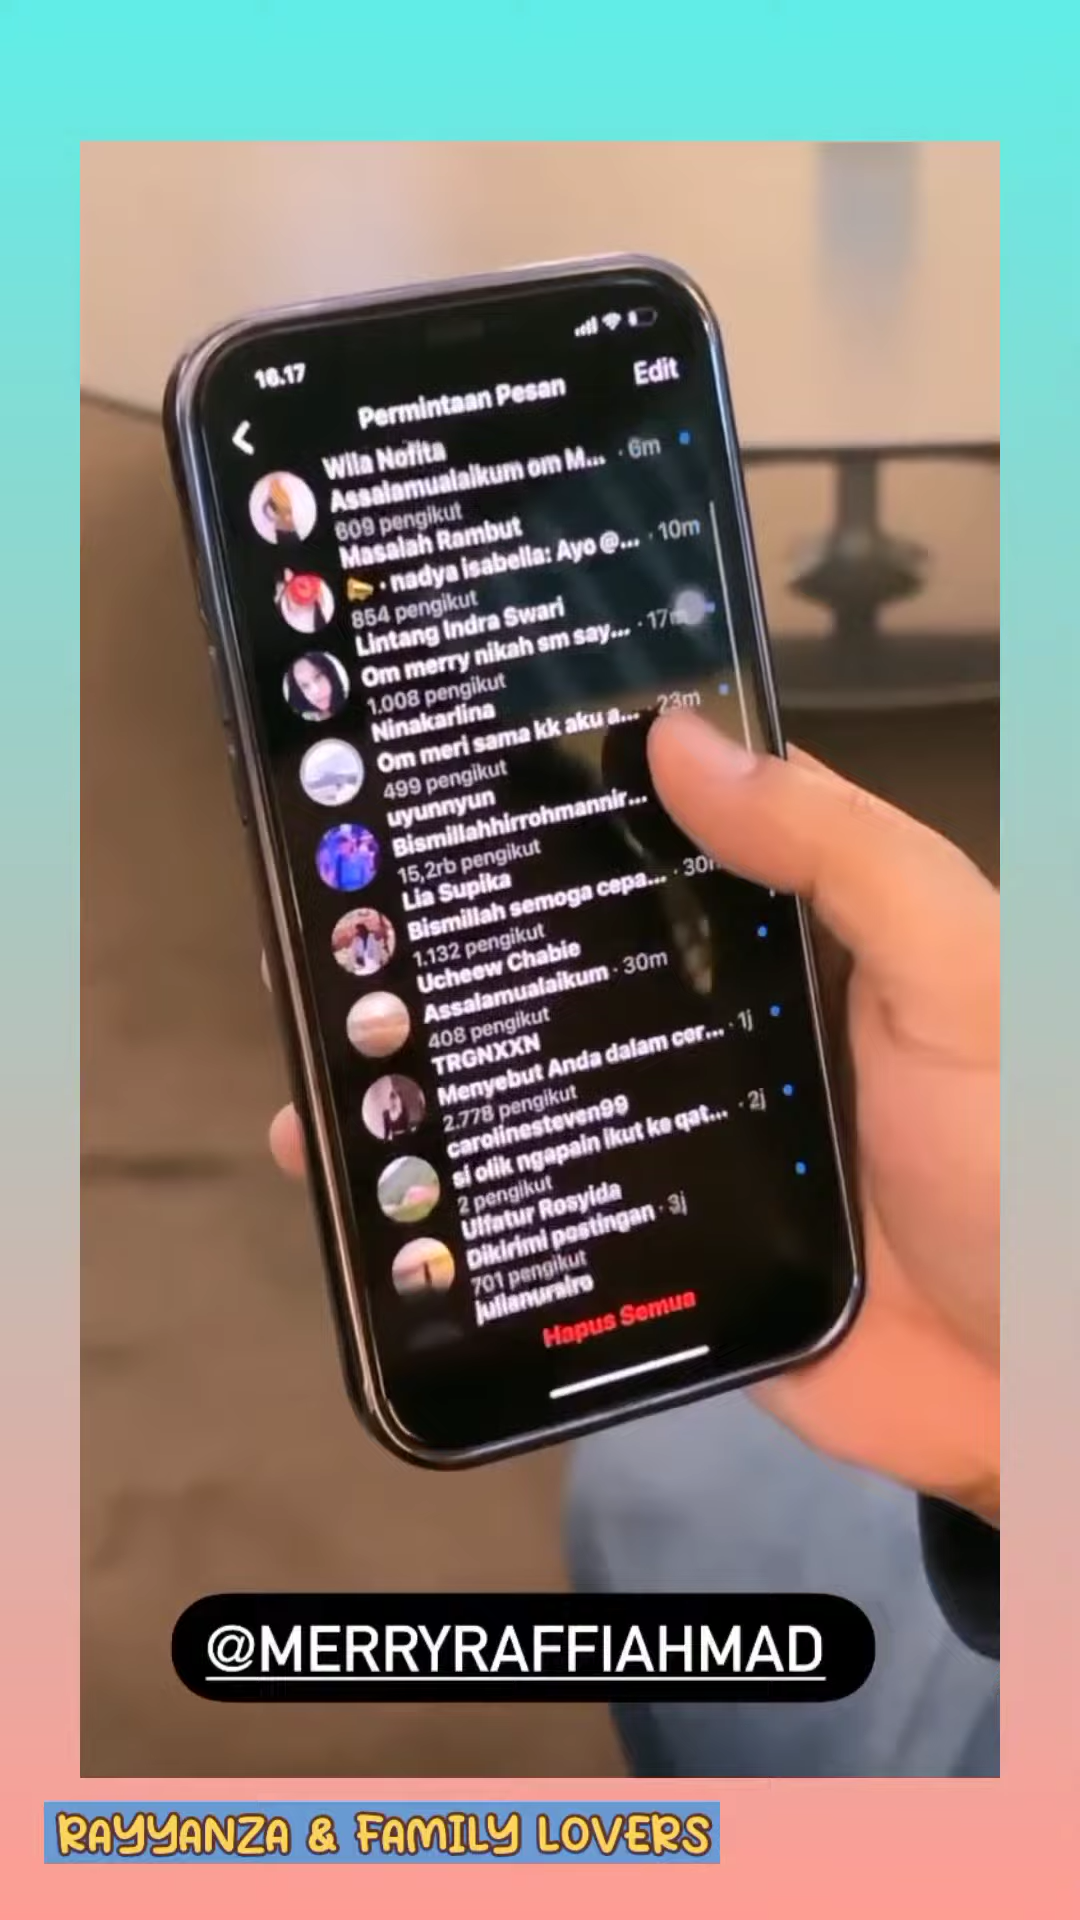 16.17
Edit
Permintaan Pesan
Wila Nofita
Assalamualaikum om M... · 6m
609 pengikut
Masalah Rambut
· nadya isabella: Ayo @... · 10m
854 pengikut
Lintang Indra Swari
Om merry nikah sm say... · 17m
1.008 pengikut
Ninakarlina
Om meri sama kk aku a... 23m
499 pengikut
uyunnyun
Bismillahhirrohmannir...
15,2rb pengikut
Lia Supika
Bismillah semoga cepa... · 30m
1.132 pengikut
Ucheew Chabie
Assalamualaikum · 30m
408 pengikut
TRGNXXN
Menyebut Anda dalam cer... · 1j
2.778 pengikut
carolinesteven99
si olik ngapain ikut ke qat... · 2j
2 pengikut
Ulfatur Rosyida
Dikirimi postingan · 3j
701 pengikut
julianuraire
Hapus Semua
@MERRYRAFFIAHMAD
RAYYANZA & FAMILY LOVERS